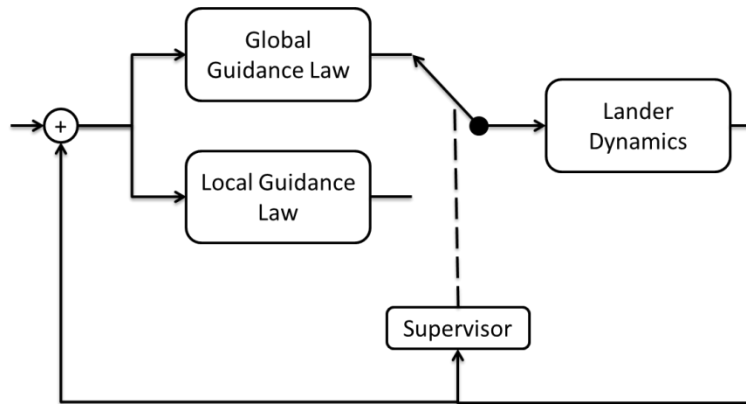 Global
Guidance Law
+
Lander
Dynamics
Local Guidance
Law
Supervisor